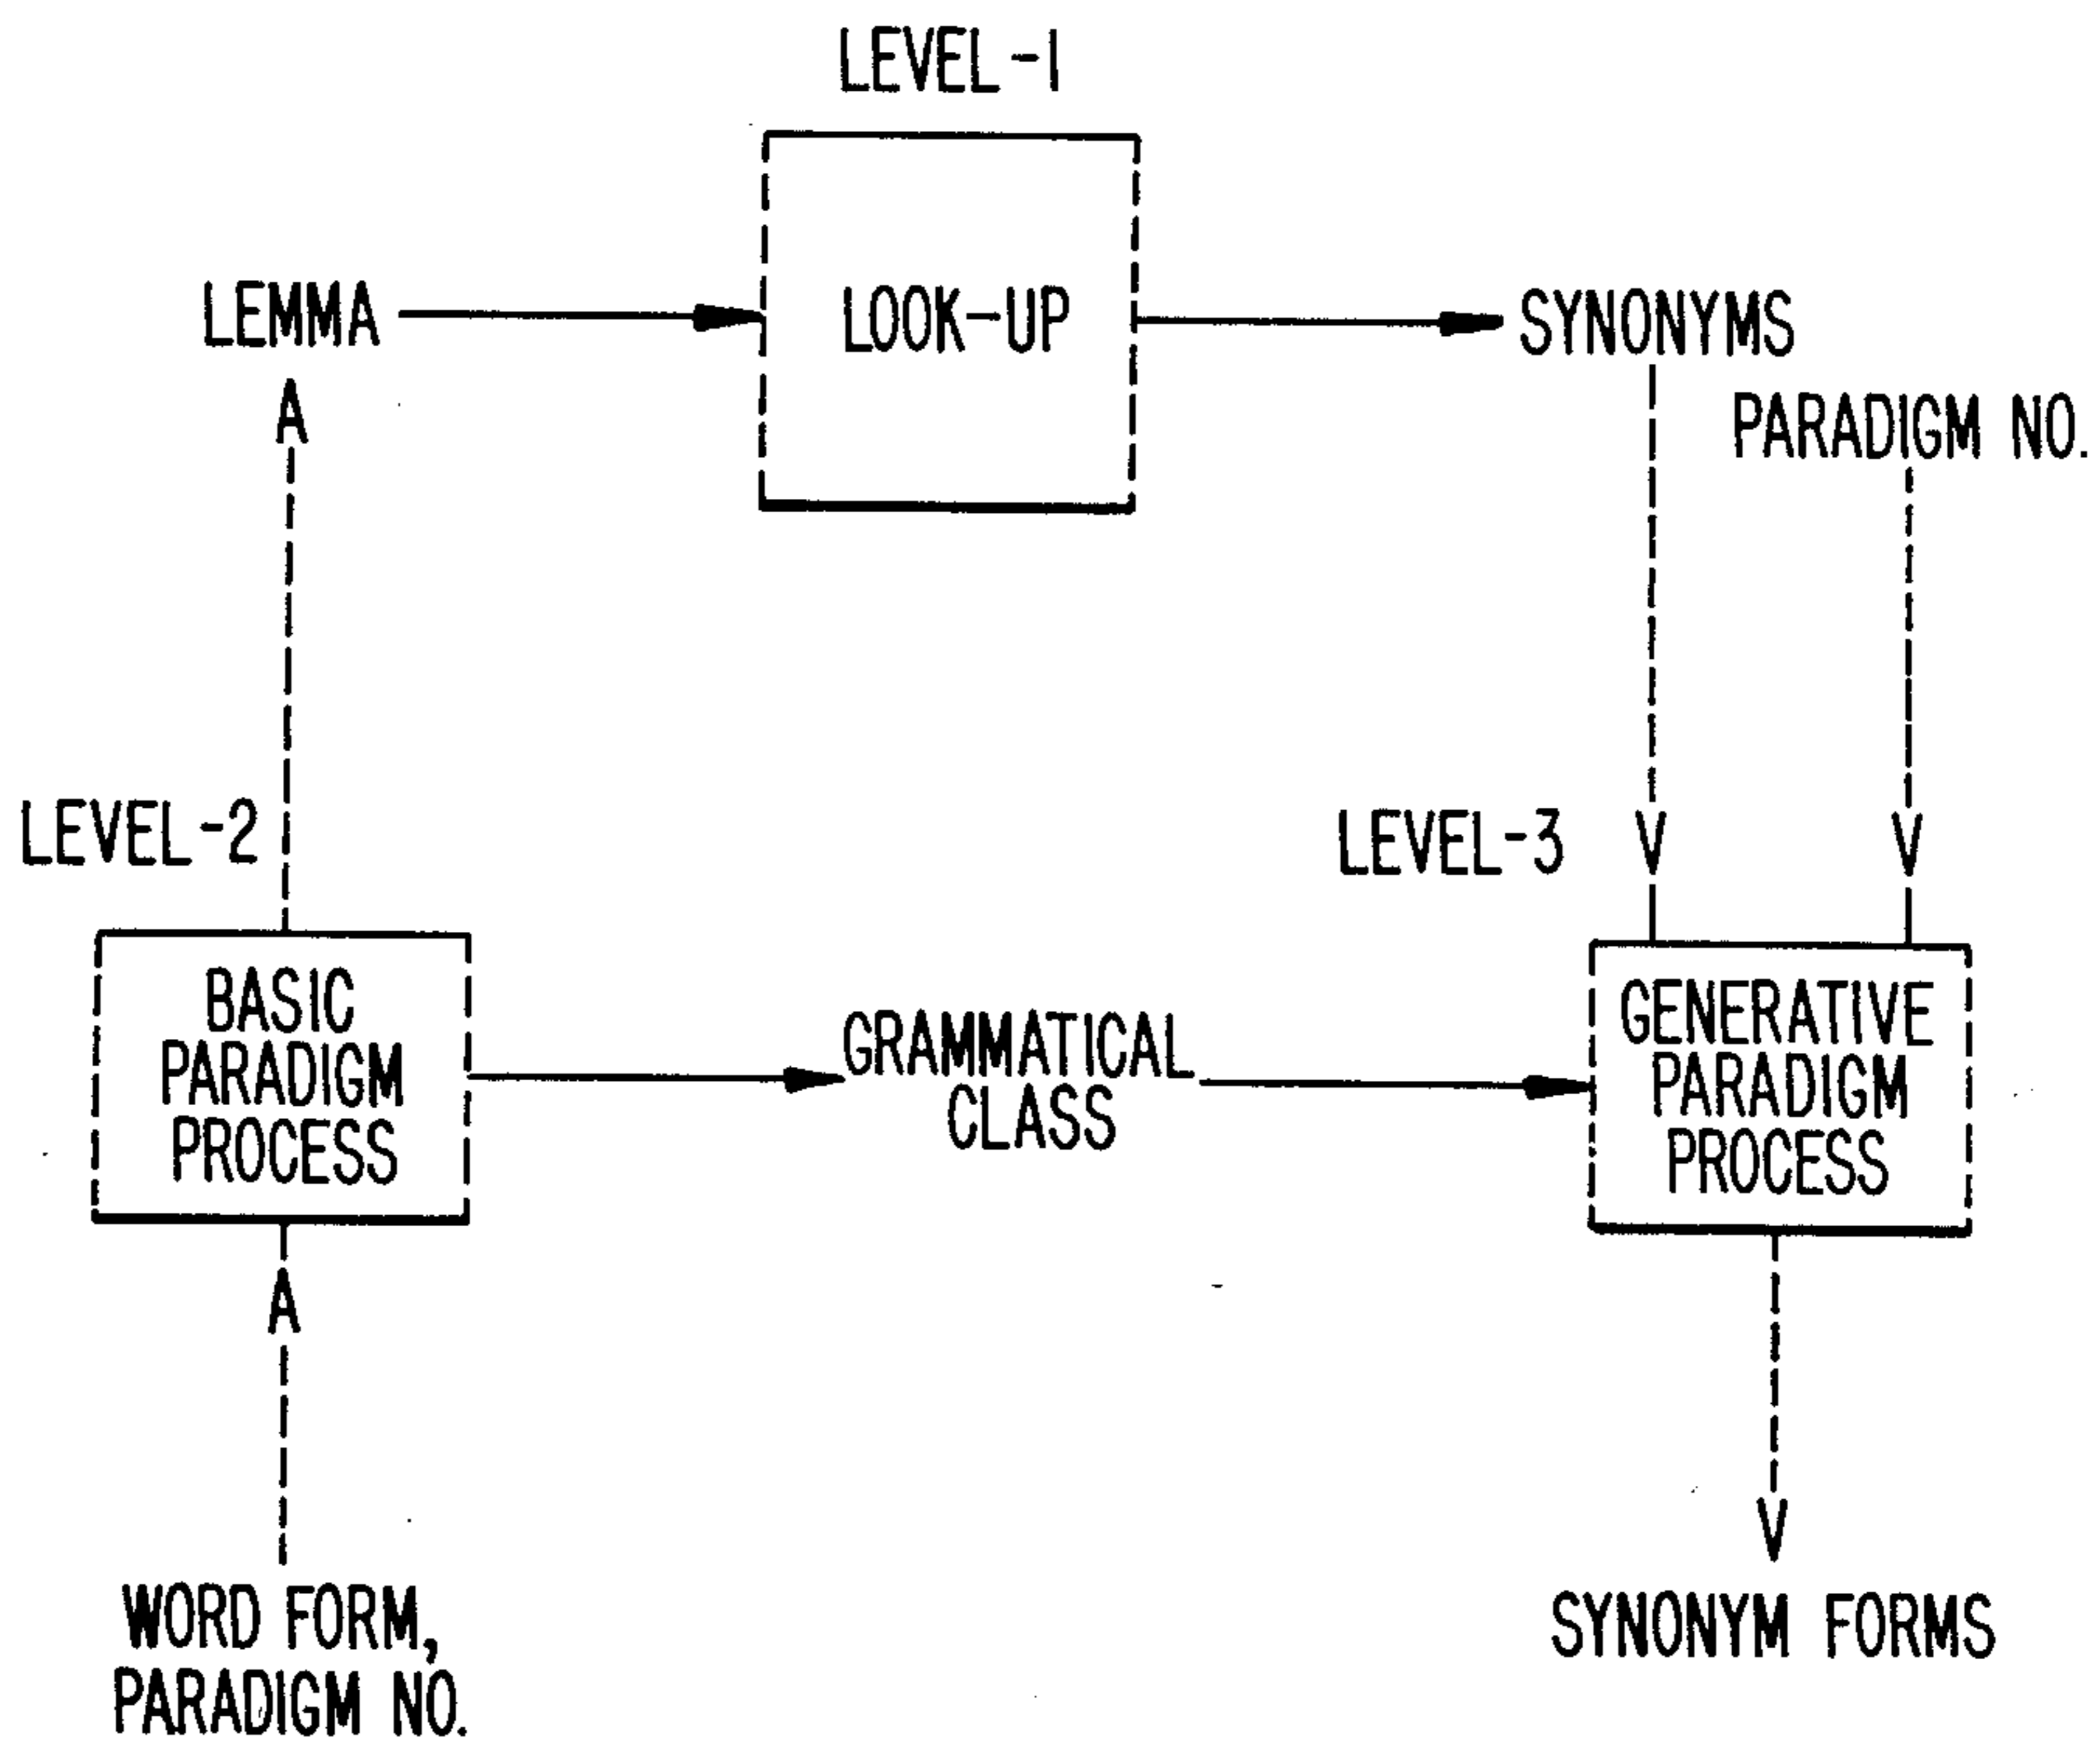 LEVEL-1
LOOK-UP
LEMMA
SYNONYMS
PARADIGM NO.
LEVEL-2
LEVEL-3
BASIC
PARADIGM
PROCESS
GRAMMATICAL
CLASS
GENERATIVE
PARADIGM
PROCESS
WORD FORM,
PARADIGM NO.
SYNONYM FORMS